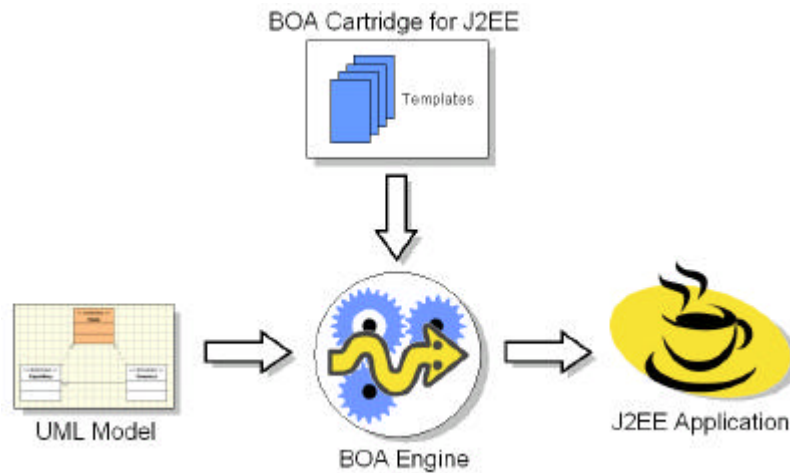 BOA Cartridge for J2EE
Templates
UML Model
BOA Engine
J2EE Application